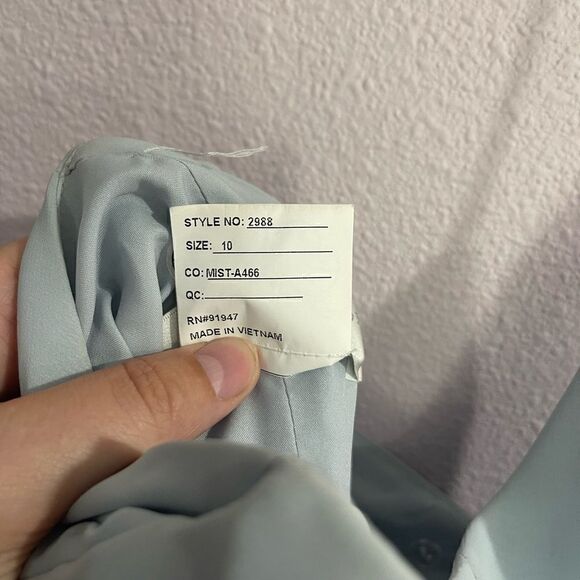 STYLE NO: 2988
SIZE: 10
CO: MIST-A466
QC:
RN#91947
MADE IN VIETNAM